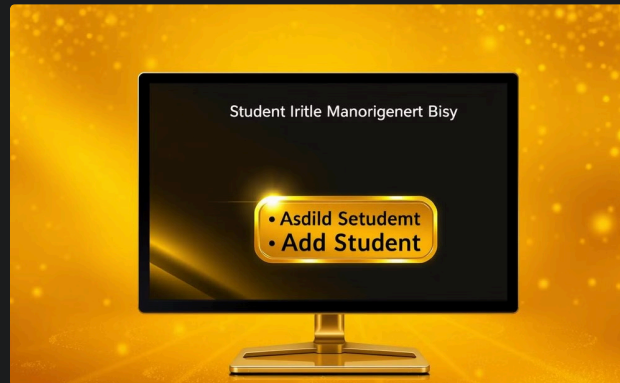 Student Iritle Manorigenert Bisy
• Asdild Setudemt
• Add Student